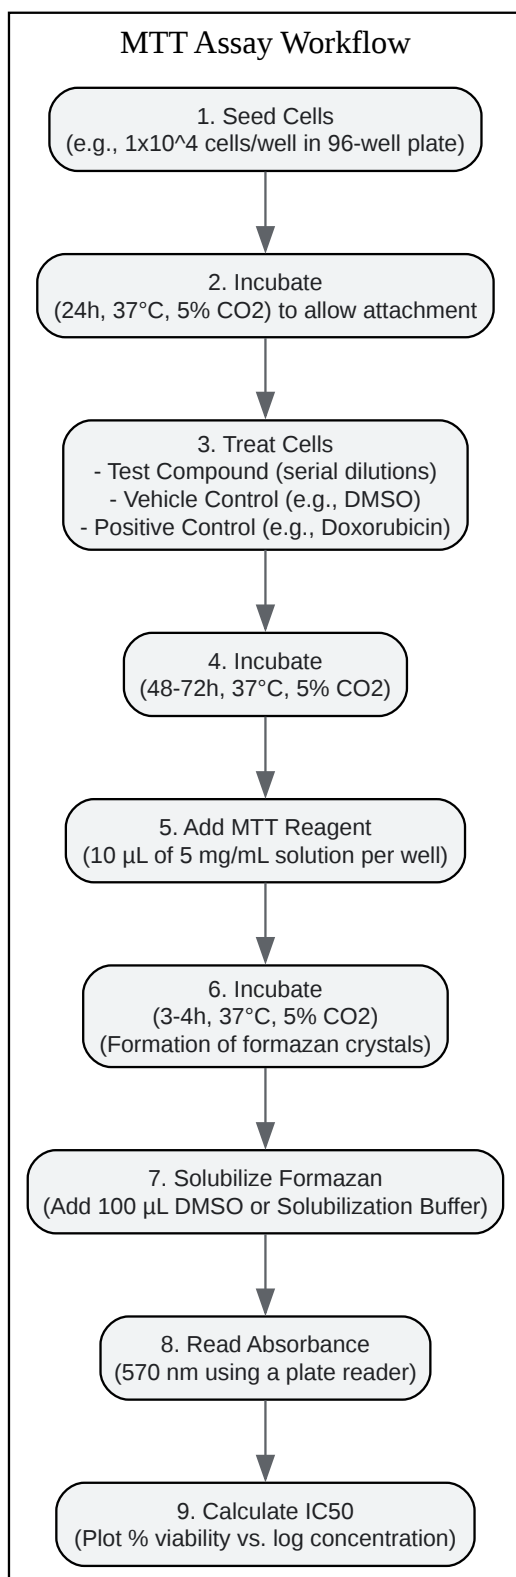 MTT Assay Workflow
1. Seed Cells
(e.g., 1x10^4 cells/well in 96-well plate)
2. Incubate
(24h, 37°C, 5% CO2) to allow attachment
3. Treat Cells
- Test Compound (serial dilutions)
- Vehicle Control (e.g., DMSO)
- Positive Control (e.g., Doxorubicin)
4. Incubate
(48-72h, 37°C, 5% CO2)
5. Add MTT Reagent
(10 µL of 5 mg/mL solution per well)
6. Incubate
(3-4h, 37°C, 5% CO2)
(Formation of formazan crystals)
7. Solubilize Formazan
(Add 100 µL DMSO or Solubilization Buffer)
8. Read Absorbance
(570 nm using a plate reader)
9. Calculate IC50
(Plot % viability vs. log concentration)